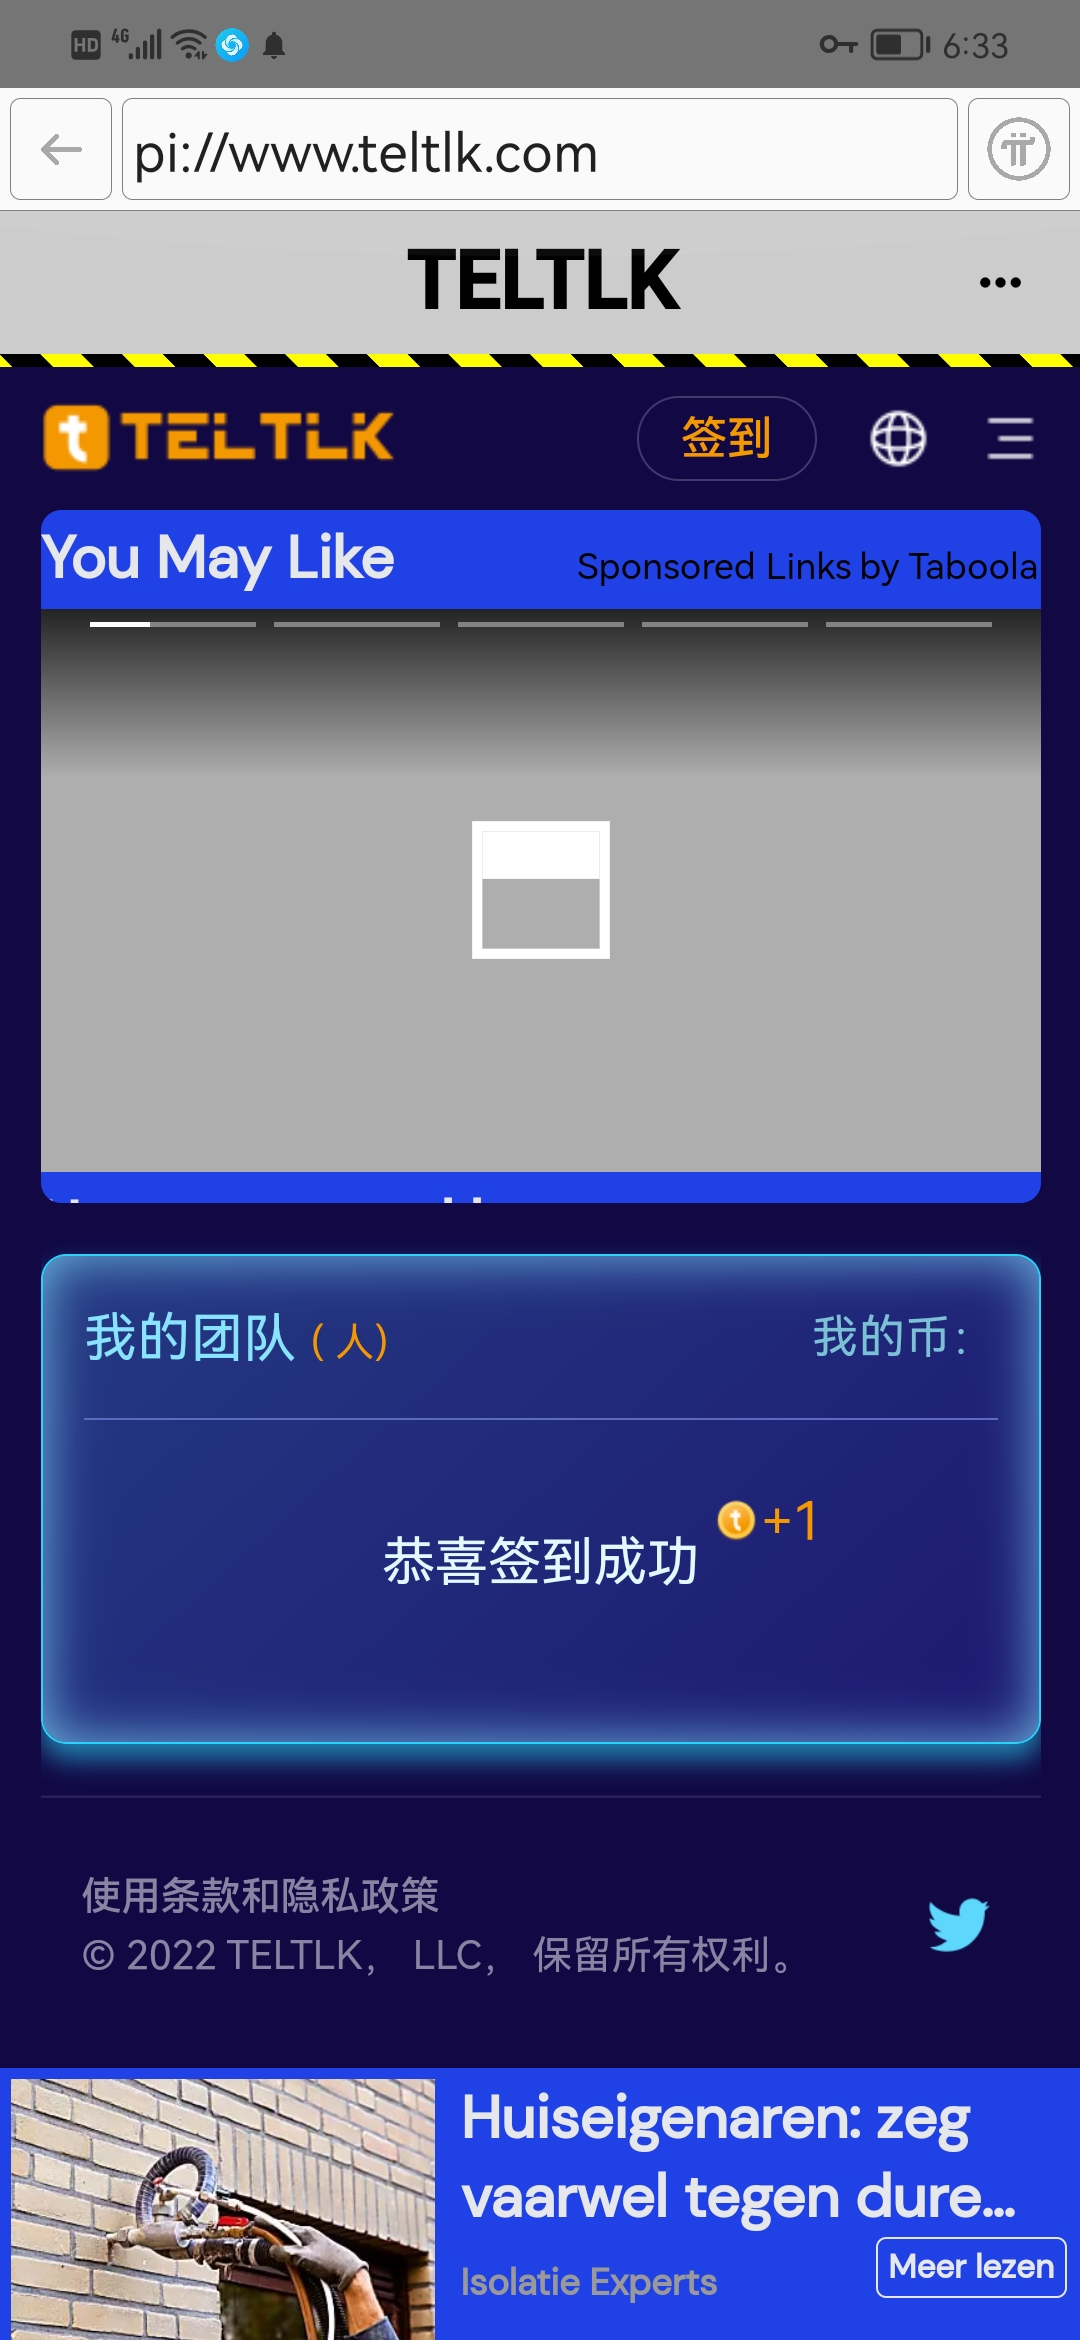 HD 4G 6:33
pi://www.teltlk.com
TELTLK
TELTLK 签到
You May Like Sponsored Links by Taboola
我的团队 ( 人) 我的币:
恭喜签到成功 +1
使用条款和隐私政策
© 2022 TELTLK, LLC, 保留所有权利。
Huiseigenaren: zeg
vaarwel tegen dure...
Isolatie Experts Meer lezen